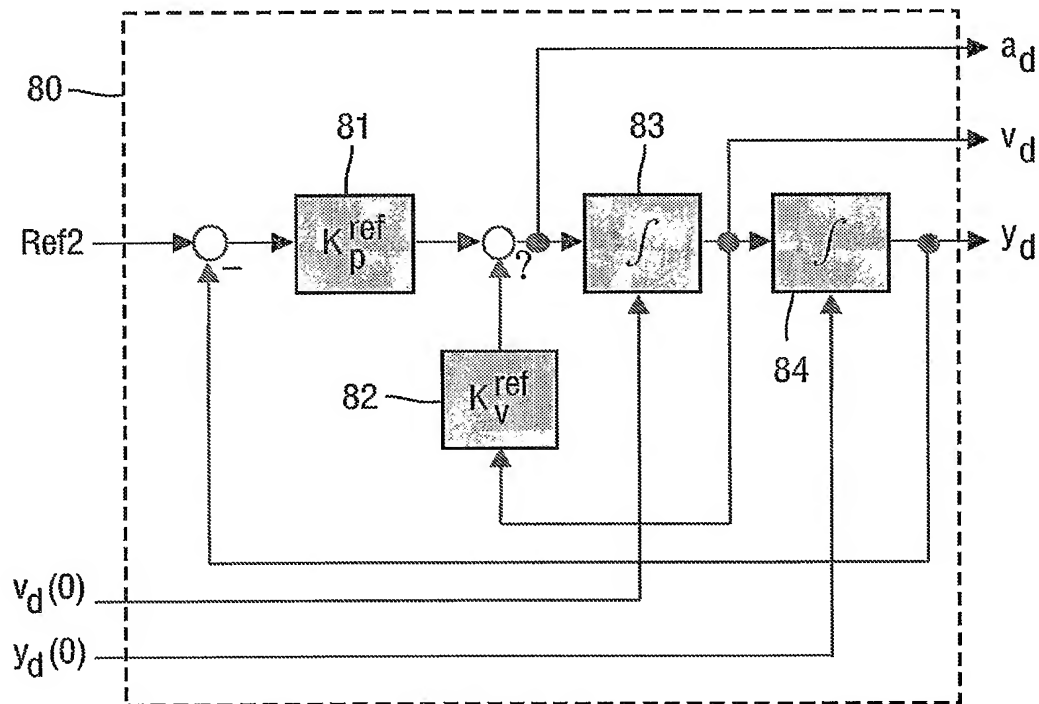 a_d
80
81
83
v_d
Ref2
−
K_p^ref
?
∫
∫
y_d
82
K_v^ref
84
v_d(0)
y_d(0)